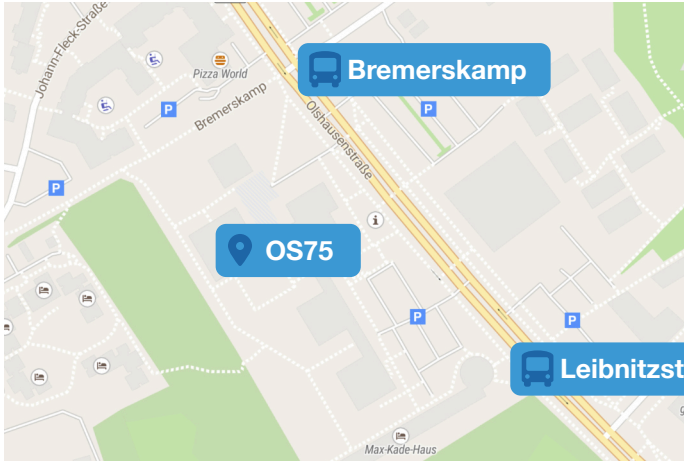 Johann-Fleck-Straße
Pizza World
Bremerskamp
Bremerskamp
Olshausenstraße
P
P
i
OS75
P
P
Leibnitzst
Max-Kade-Haus
g